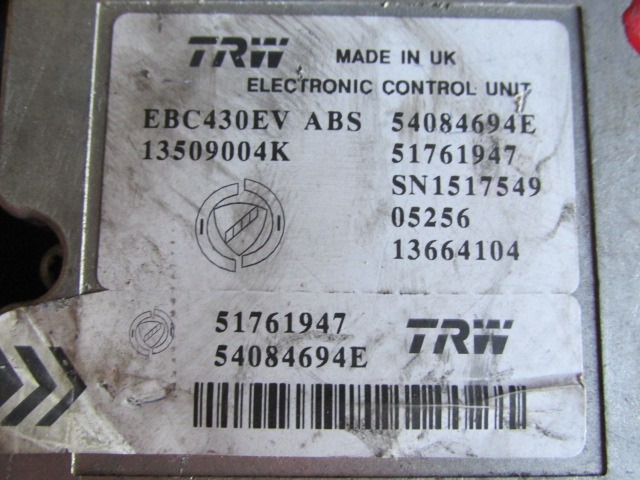 TRW MADE IN UK
ELECTRONIC CONTROL UNIT
EBC430EV ABS 54084694E
13509004K 51761947
SN1517549
05256
13664104
51761947 TRW
54084694E